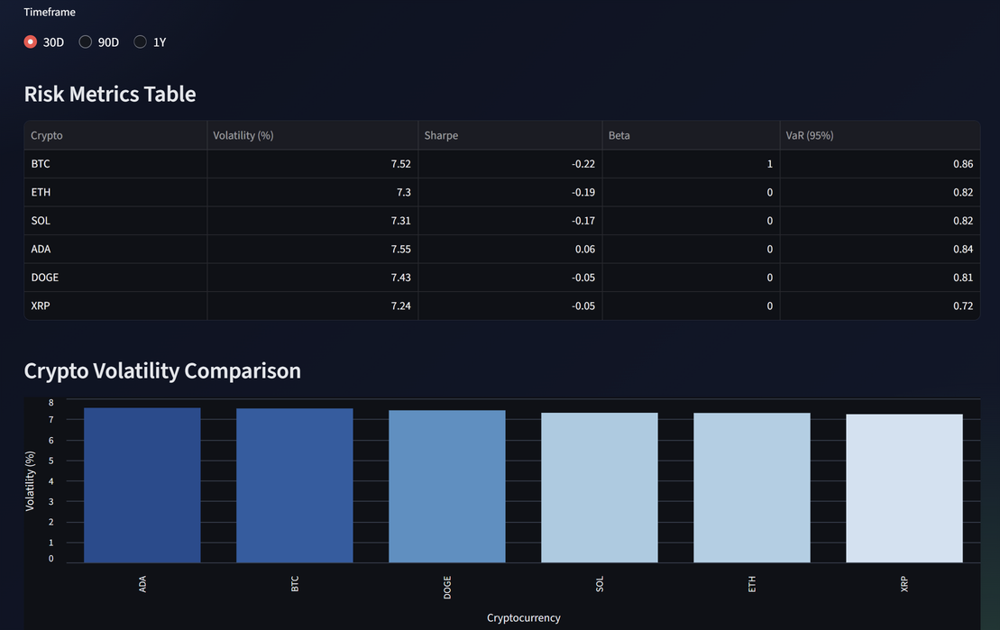 Timeframe
30D 90D 1Y
Risk Metrics Table
Crypto Volatility (%) Sharpe Beta VaR (95%)
BTC 7.52 -0.22 1 0.86
ETH 7.3 -0.19 0 0.82
SOL 7.31 -0.17 0 0.82
ADA 7.55 0.06 0 0.84
DOGE 7.43 -0.05 0 0.81
XRP 7.24 -0.05 0 0.72
Crypto Volatility Comparison
8
7
6
5
4
3
2
1
0
Volatility (%)
ADA BTC DOGE SOL ETH XRP
Cryptocurrency